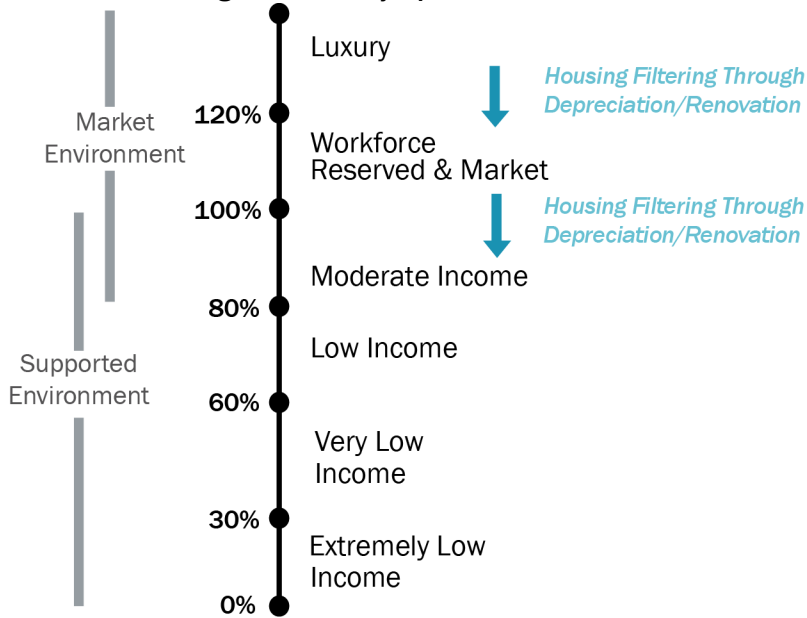 Luxury
Housing Filtering Through
Depreciation/Renovation
120%
Market
Environment
Workforce
Reserved & Market
100%
Housing Filtering Through
Depreciation/Renovation
Moderate Income
80%
Low Income
Supported
Environment
60%
Very Low
Income
30%
Extremely Low
Income
0%